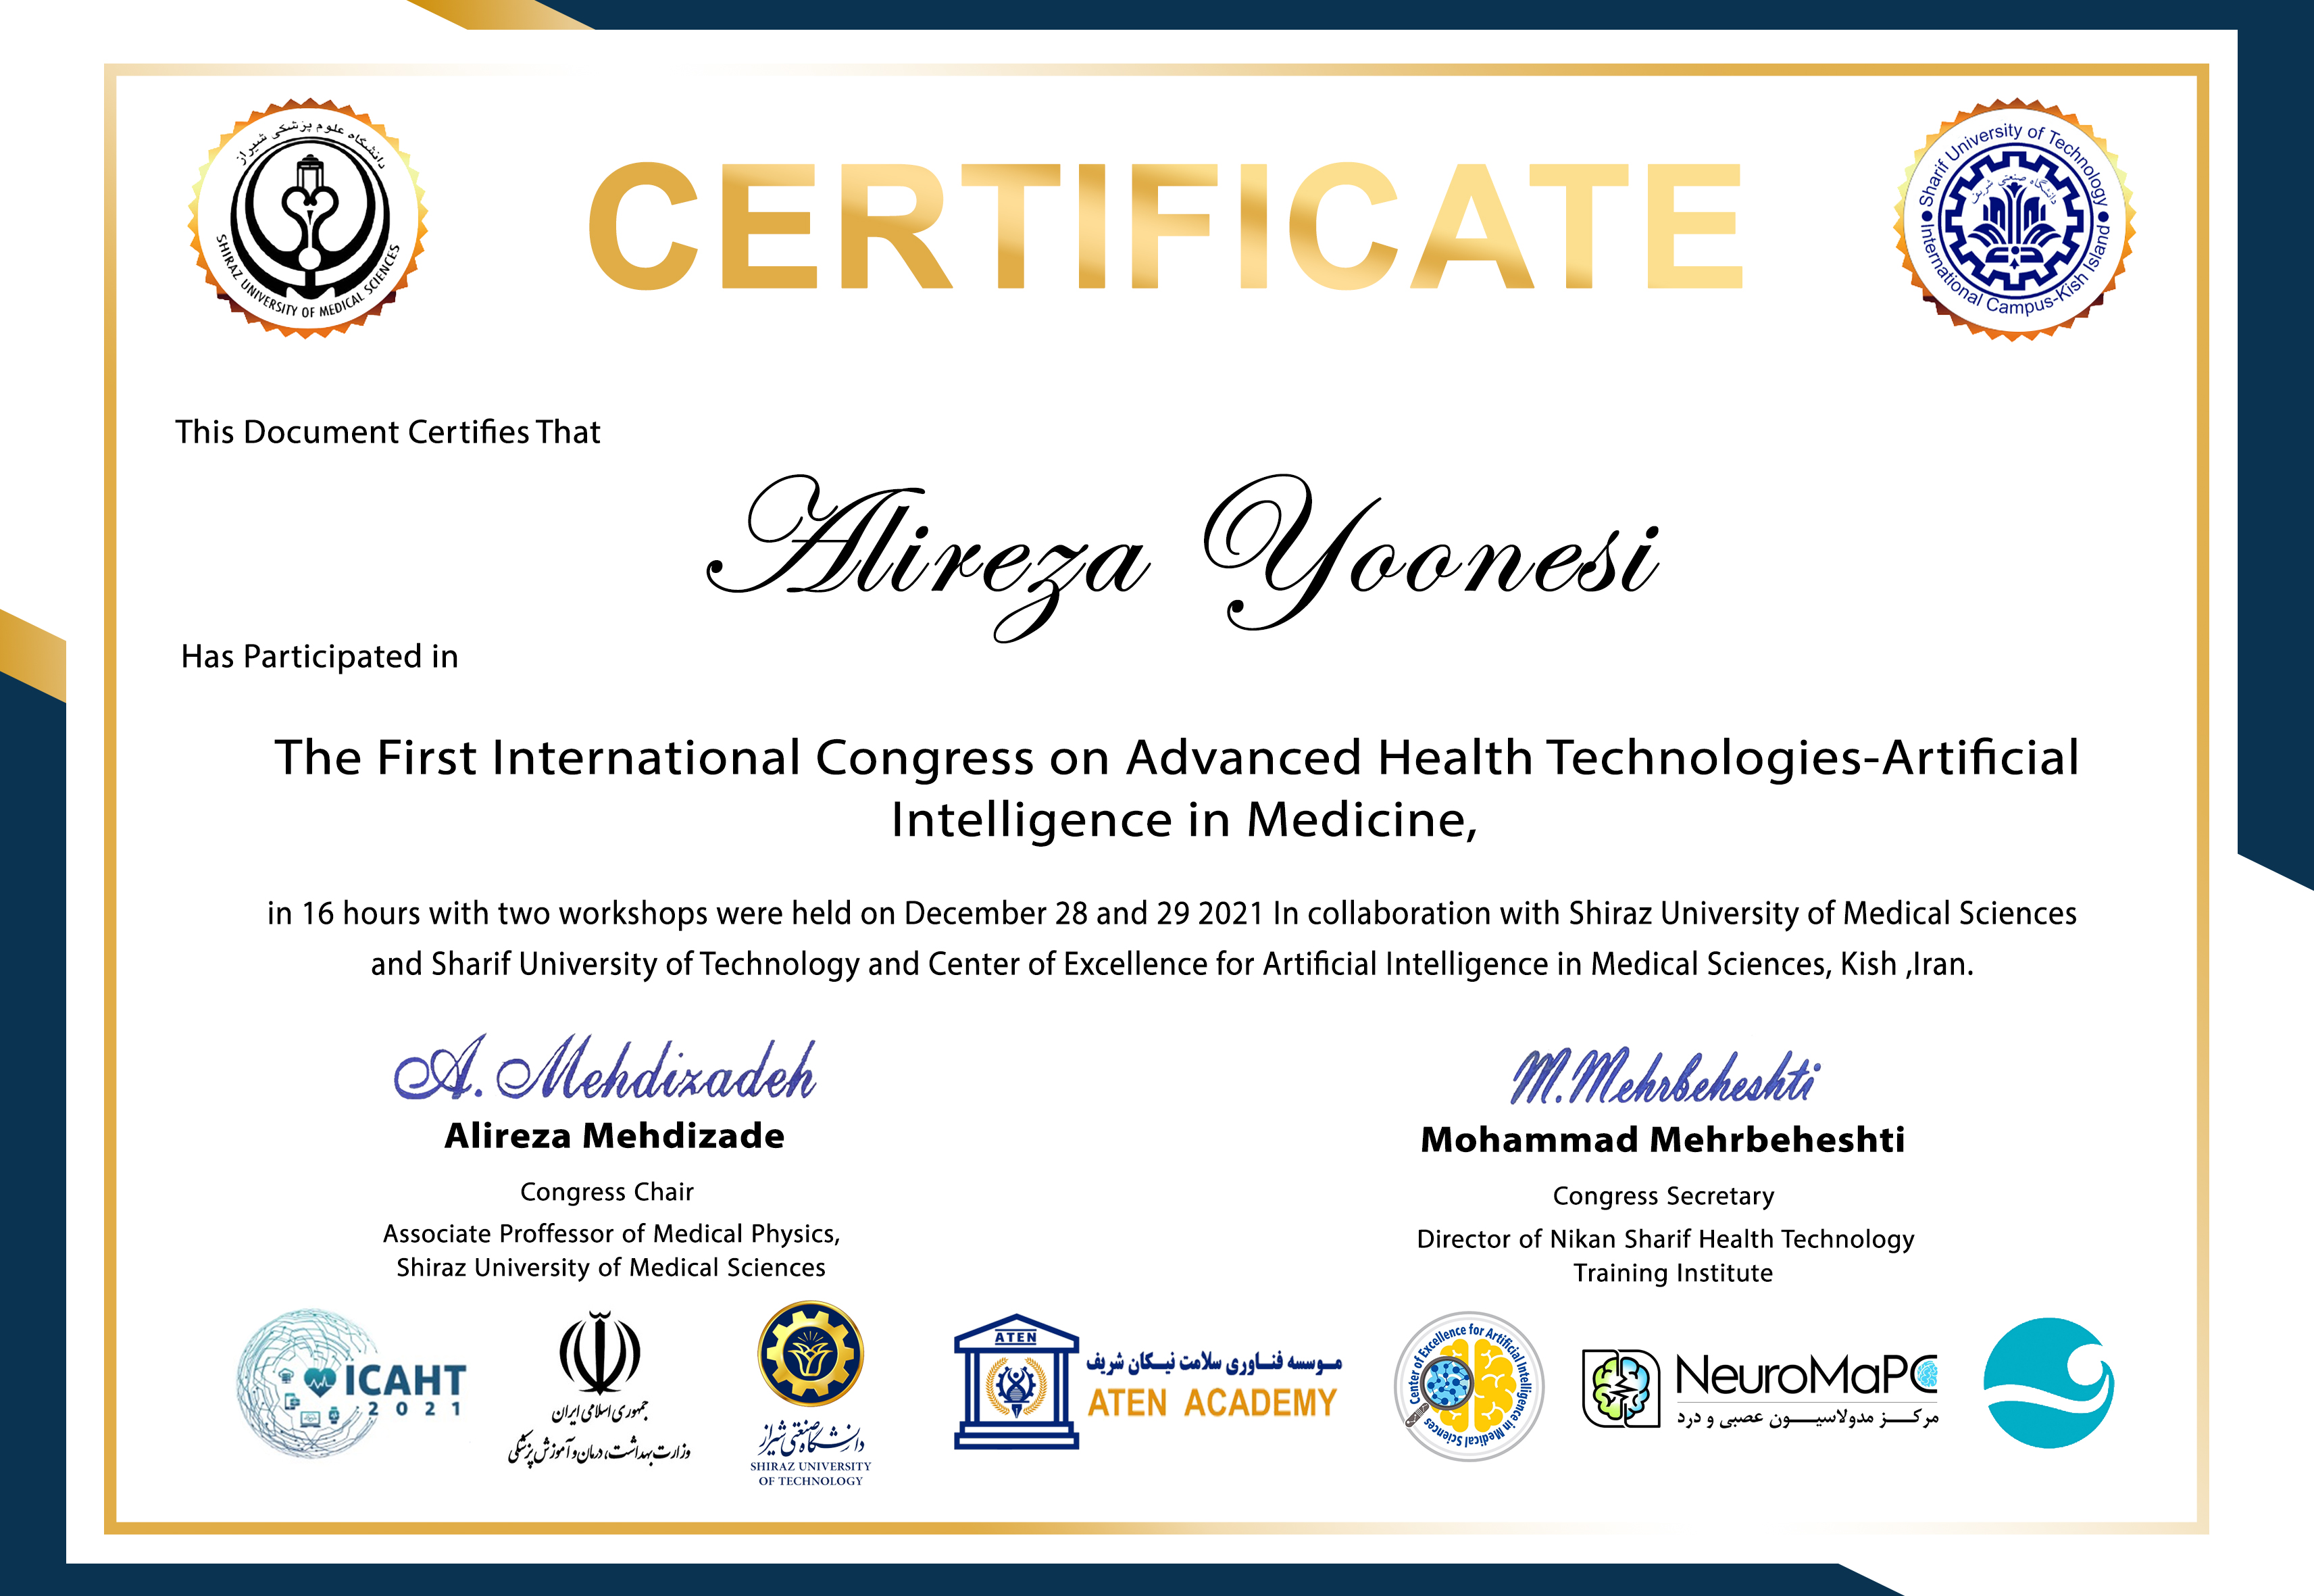 دانشگاه علوم پزشکی شیراز
SHIRAZ UNIVERSITY OF MEDICAL SCIENCES
CERTIFICATE
Sharif University of Technology
دانشگاه صنعتی شریف
International Campus-Kish Island
This Document Certifies That
Alireza Yoonesi
Has Participated in
The First International Congress on Advanced Health Technologies-Artificial
Intelligence in Medicine,
in 16 hours with two workshops were held on December 28 and 29 2021 In collaboration with Shiraz University of Medical Sciences
and Sharif University of Technology and Center of Excellence for Artificial Intelligence in Medical Sciences, Kish ,Iran.
A. Mehdizadeh
Alireza Mehdizade
Congress Chair
Associate Proffessor of Medical Physics,
Shiraz University of Medical Sciences
M.Mehrbeheshti
Mohammad Mehrbeheshti
Congress Secretary
Director of Nikan Sharif Health Technology
Training Institute
ICAHT
2021
جمهوری اسلامی ایران
وزارت بهداشت، درمان و آموزش پزشکی
دانشگاه صنعتی شیراز
SHIRAZ UNIVERSITY
OF TECHNOLOGY
ATEN
موسسه فناوری سلامت نیکان شریف
ATEN ACADEMY
Center of Excellence for Artificial Intelligence in Medical Sciences
NeuroMaPC
مرکز مدولاسیون عصبی و درد